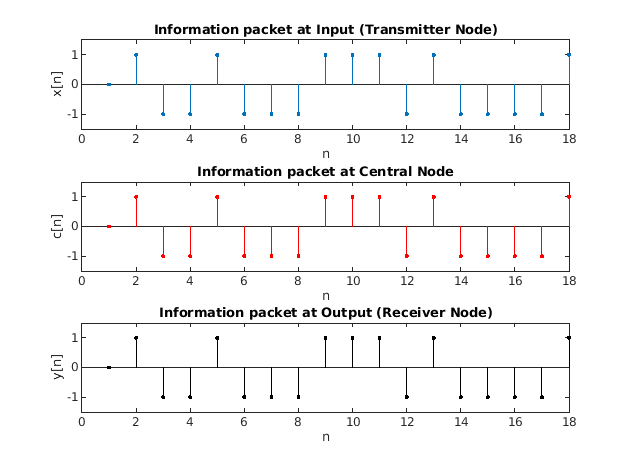 Information packet at Input (Transmitter Node)
1
0
-1
x[n]
0 2 4 6 8 10 12 14 16 18
n
Information packet at Central Node
1
0
-1
c[n]
0 2 4 6 8 10 12 14 16 18
n
Information packet at Output (Receiver Node)
1
0
-1
y[n]
0 2 4 6 8 10 12 14 16 18
n